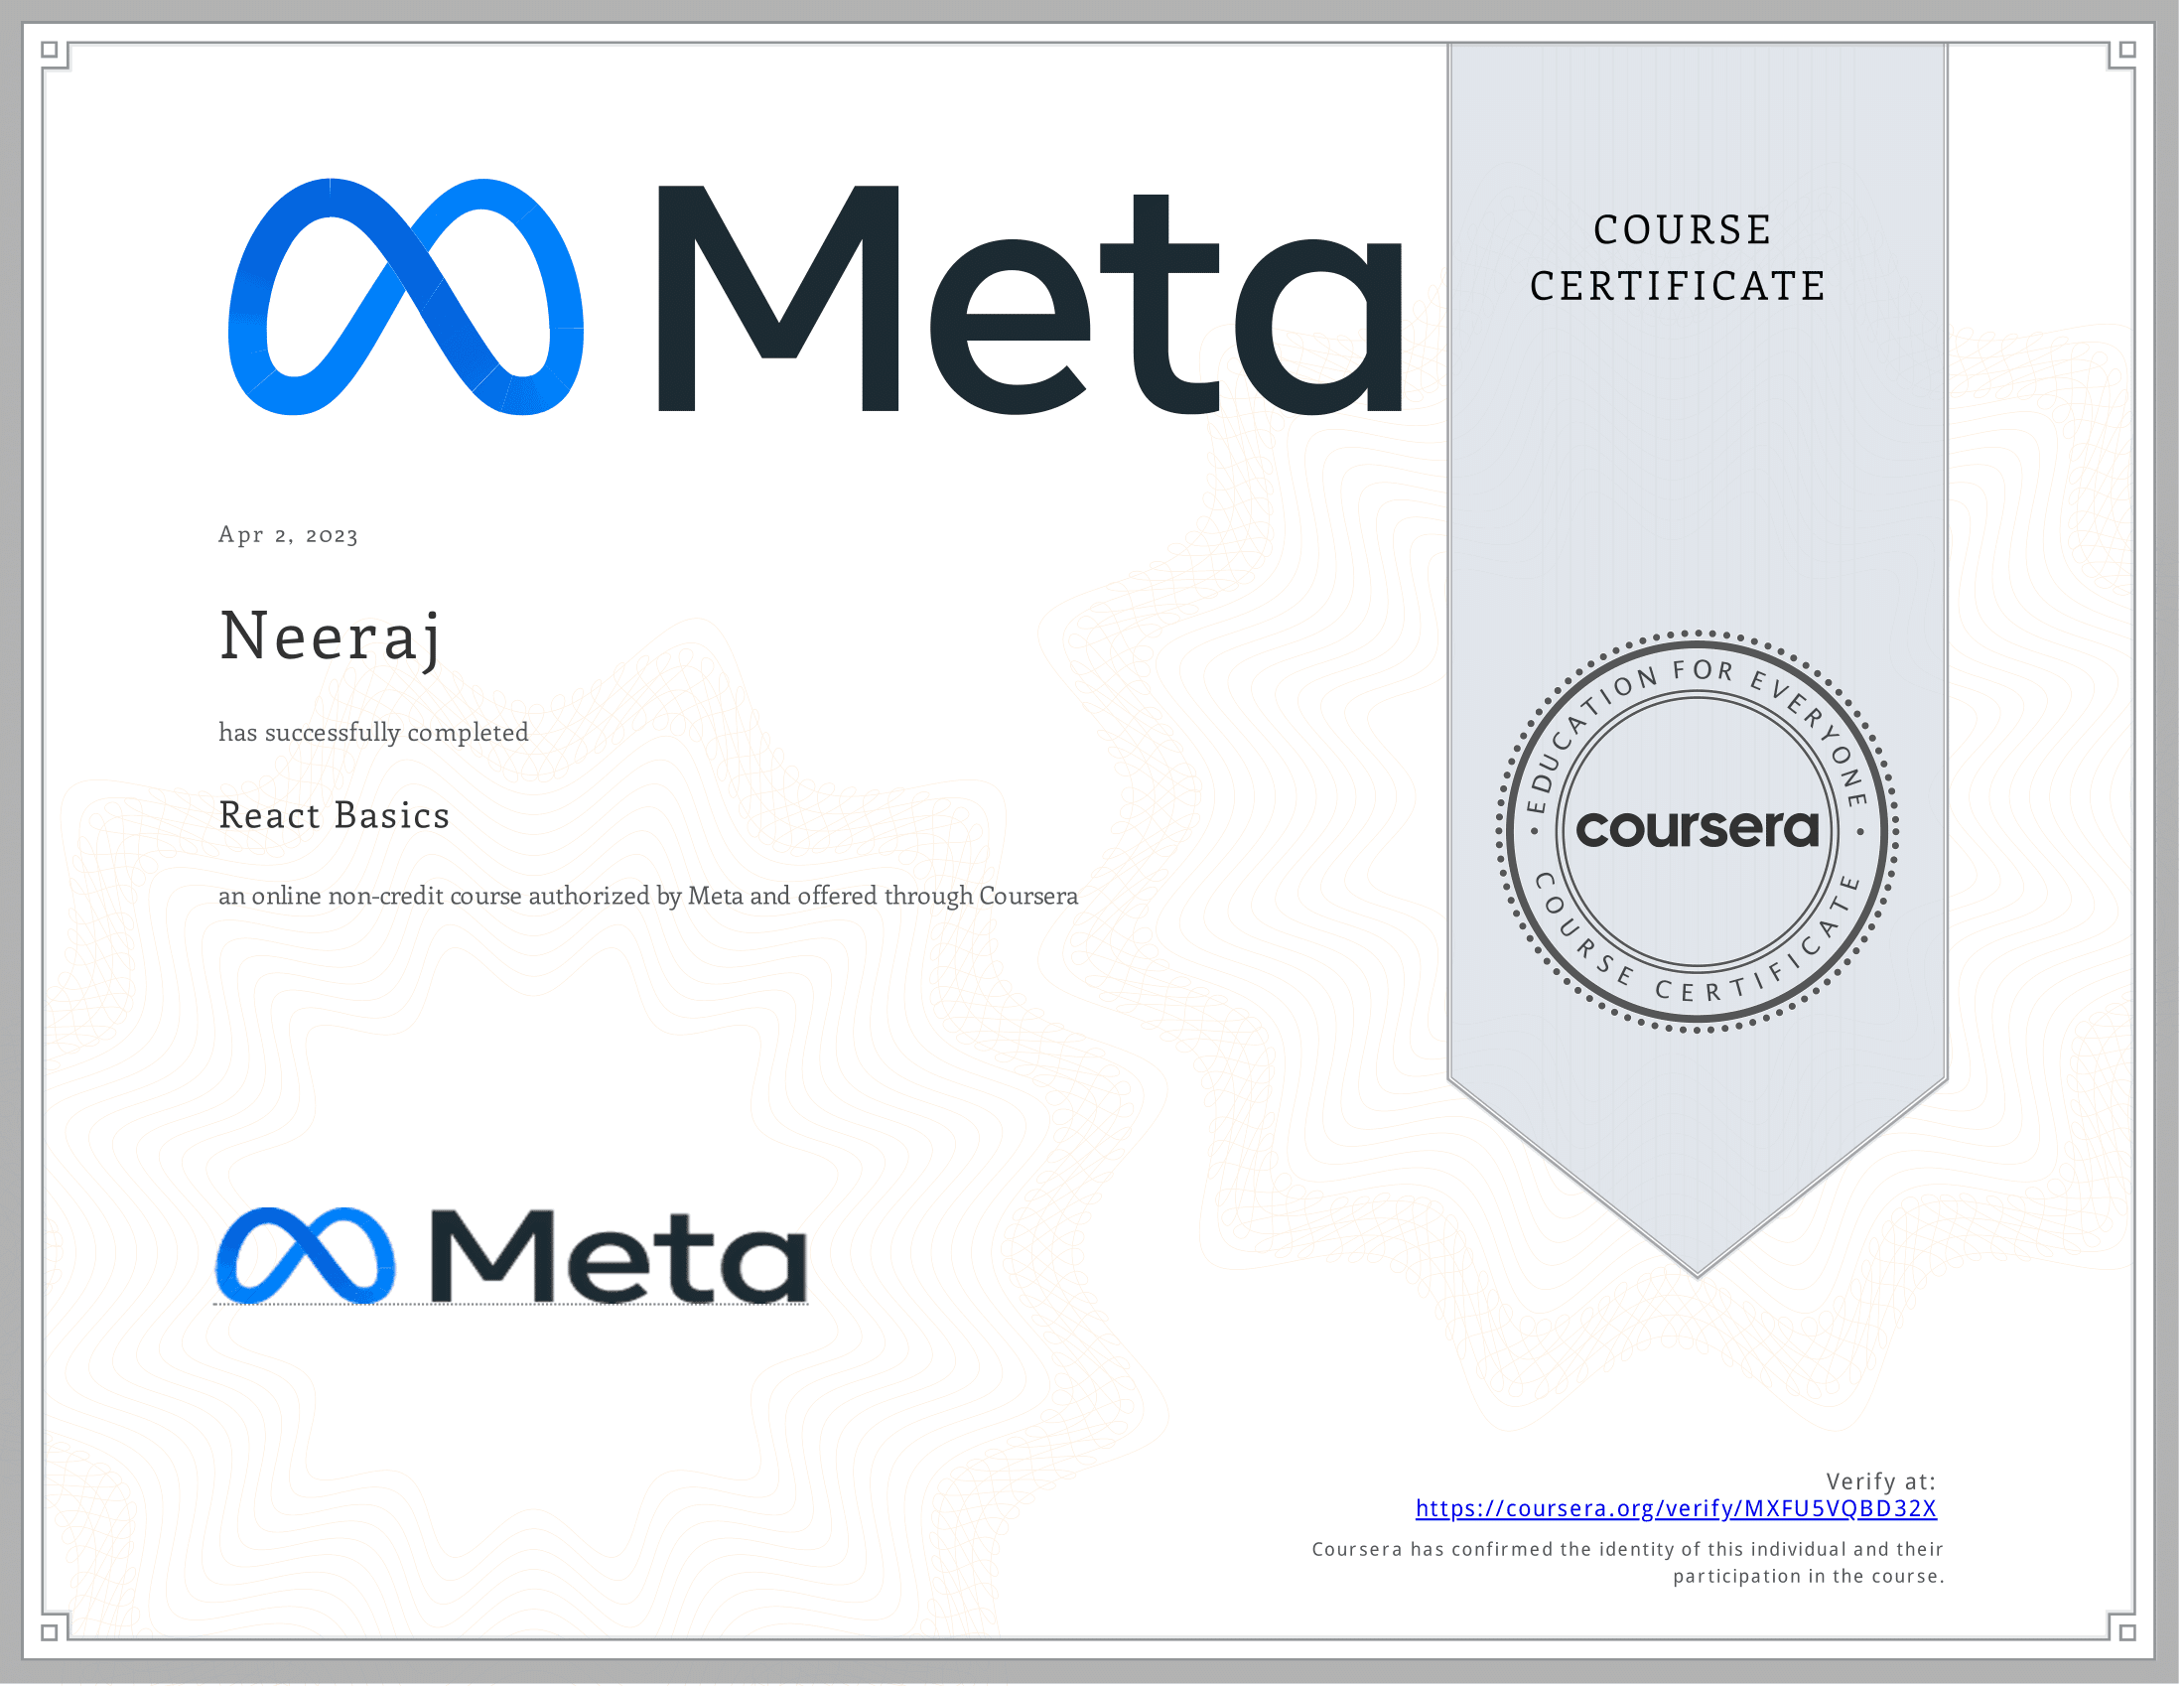 Meta
COURSE
CERTIFICATE
Apr 2, 2023
Neeraj
has successfully completed
React Basics
an online non-credit course authorized by Meta and offered through Coursera
EDUCATION FOR EVERYONE
coursera
COURSE CERTIFICATE
Meta
Verify at:
https://coursera.org/verify/MXFU5VQBD32X
Coursera has confirmed the identity of this individual and their
participation in the course.